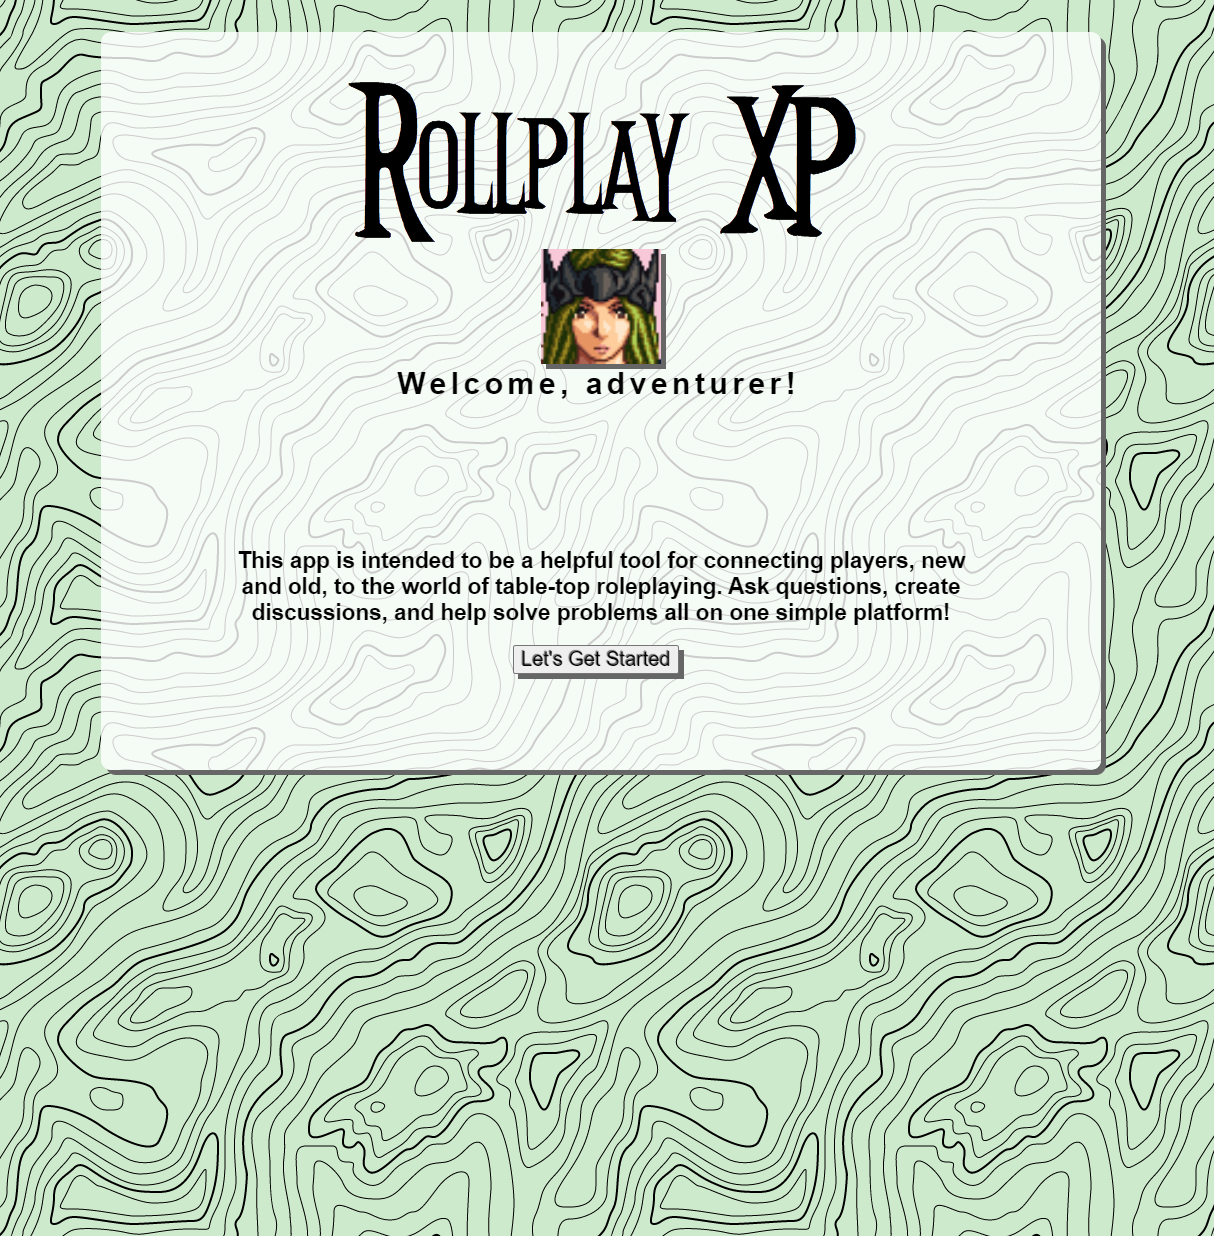 Rollplay XP
Welcome, adventurer!
This app is intended to be a helpful tool for connecting players, new
and old, to the world of table-top roleplaying. Ask questions, create
discussions, and help solve problems all on one simple platform!
Let's Get Started